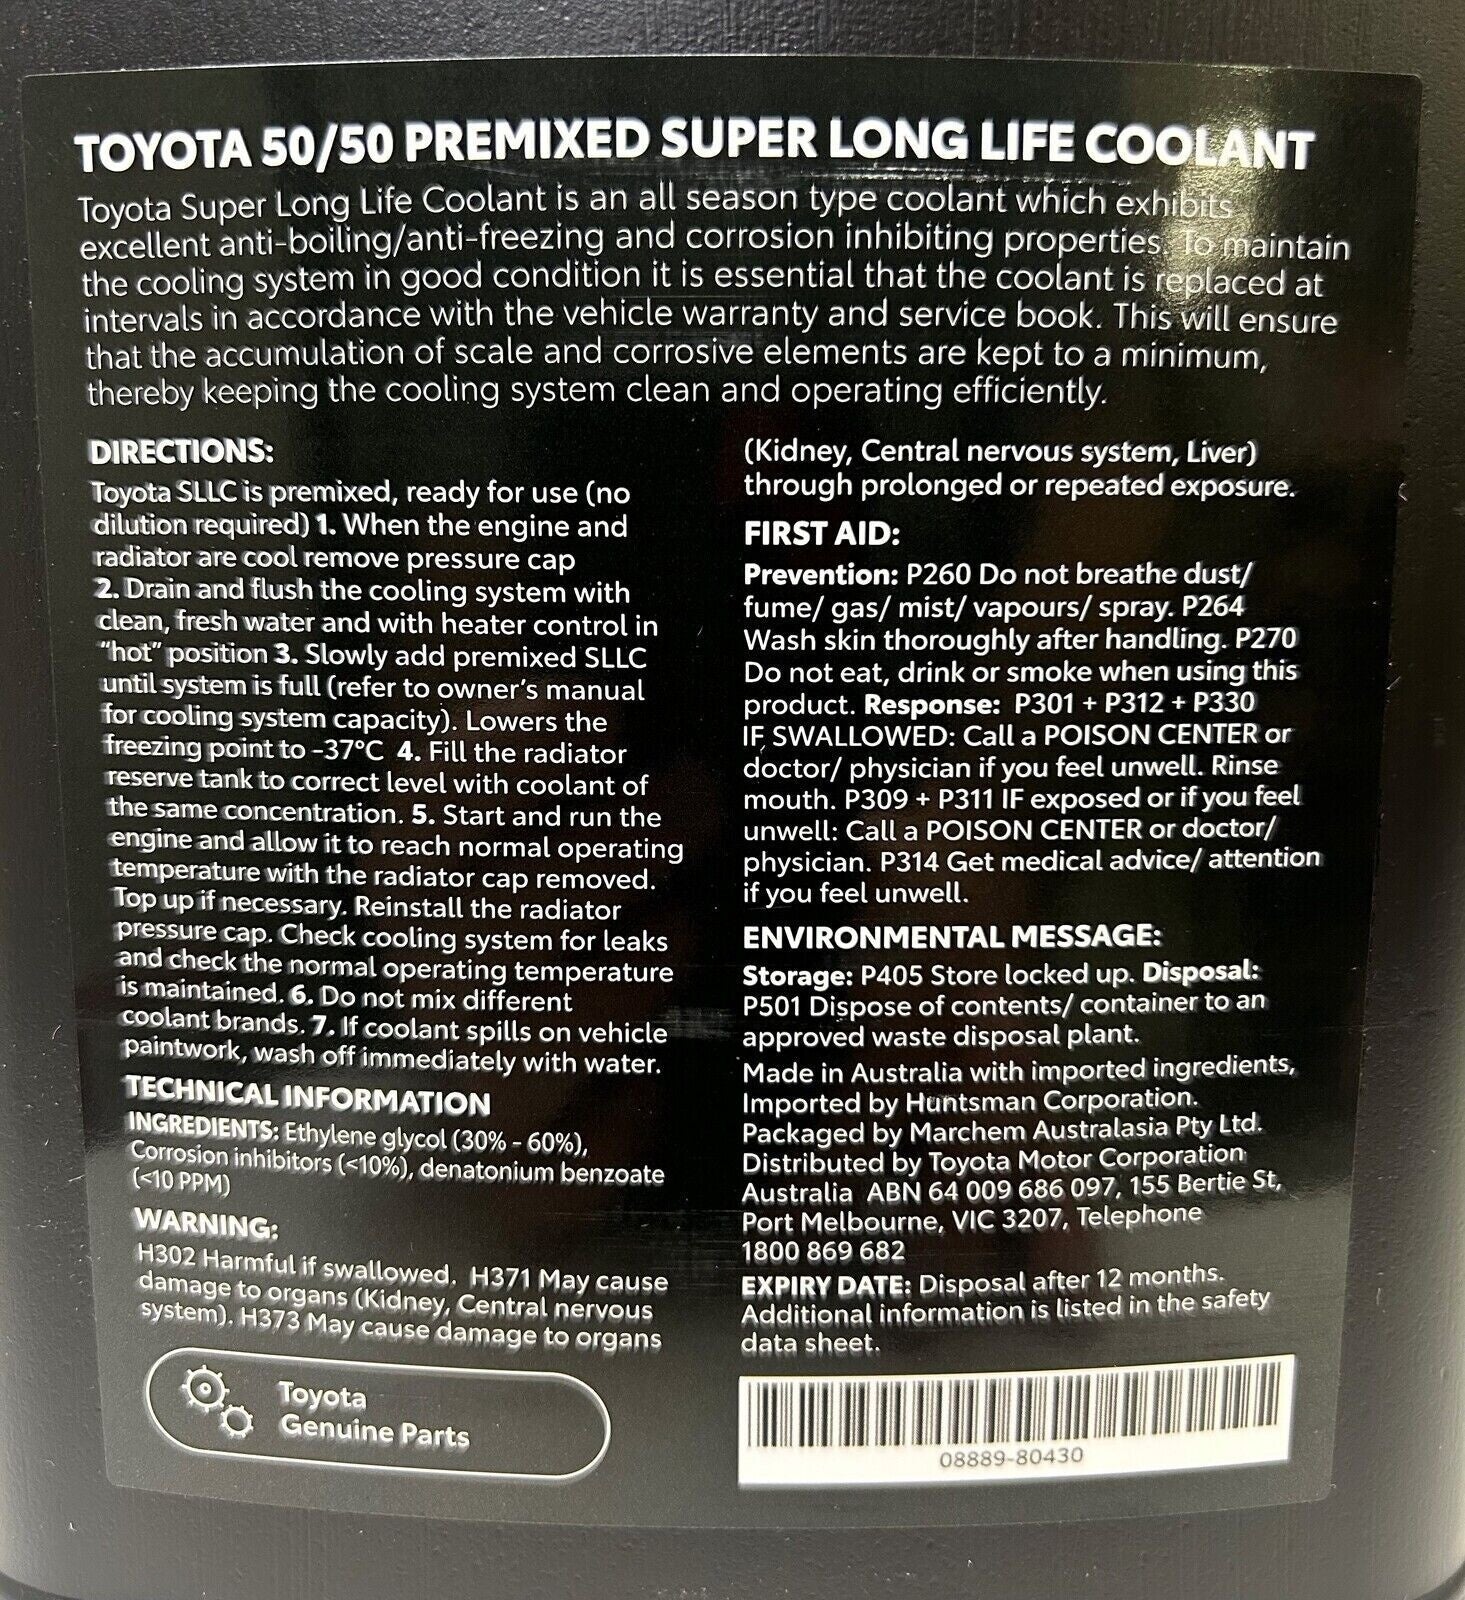 TOYOTA 50/50 PREMIXED SUPER LONG LIFE COOLANT
Toyota Super Long Life Coolant is an all season type coolant which exhibits
excellent anti-boiling/anti-freezing and corrosion inhibiting properties. To maintain
the cooling system in good condition it is essential that the coolant is replaced at
intervals in accordance with the vehicle warranty and service book. This will ensure
that the accumulation of scale and corrosive elements are kept to a minimum,
thereby keeping the cooling system clean and operating efficiently.
DIRECTIONS:
Toyota SLLC is premixed, ready for use (no
dilution required) 1. When the engine and
radiator are cool remove pressure cap
2. Drain and flush the cooling system with
clean, fresh water and with heater control in
"hot" position 3. Slowly add premixed SLLC
until system is full (refer to owner's manual
for cooling system capacity). Lowers the
freezing point to -37°C 4. Fill the radiator
reserve tank to correct level with coolant of
the same concentration. 5. Start and run the
engine and allow it to reach normal operating
temperature with the radiator cap removed.
Top up if necessary. Reinstall the radiator
pressure cap. Check cooling system for leaks
and check the normal operating temperature
is maintained. 6. Do not mix different
coolant brands. 7. If coolant spills on vehicle
paintwork, wash off immediately with water.
TECHNICAL INFORMATION
INGREDIENTS: Ethylene glycol (30% - 60%),
Corrosion inhibitors (<10%), denatonium benzoate
(<10 PPM)
WARNING:
H302 Harmful if swallowed. H371 May cause
damage to organs (Kidney, Central nervous
system). H373 May cause damage to organs
(Kidney, Central nervous system, Liver)
through prolonged or repeated exposure.
FIRST AID:
Prevention: P260 Do not breathe dust/
fume/ gas/ mist/ vapours/ spray. P264
Wash skin thoroughly after handling. P270
Do not eat, drink or smoke when using this
product. Response: P301 + P312 + P330
IF SWALLOWED: Call a POISON CENTER or
doctor/ physician if you feel unwell. Rinse
mouth. P309 + P311 IF exposed or if you feel
unwell: Call a POISON CENTER or doctor/
physician. P314 Get medical advice/ attention
if you feel unwell.
ENVIRONMENTAL MESSAGE:
Storage: P405 Store locked up. Disposal:
P501 Dispose of contents/ container to an
approved waste disposal plant.
Made in Australia with imported ingredients,
Imported by Huntsman Corporation.
Packaged by Marchem Australasia Pty Ltd.
Distributed by Toyota Motor Corporation
Australia ABN 64 009 686 097, 155 Bertie St,
Port Melbourne, VIC 3207, Telephone
1800 869 682
EXPIRY DATE: Disposal after 12 months.
Additional information is listed in the safety
data sheet.
Toyota
Genuine Parts
08889-80430